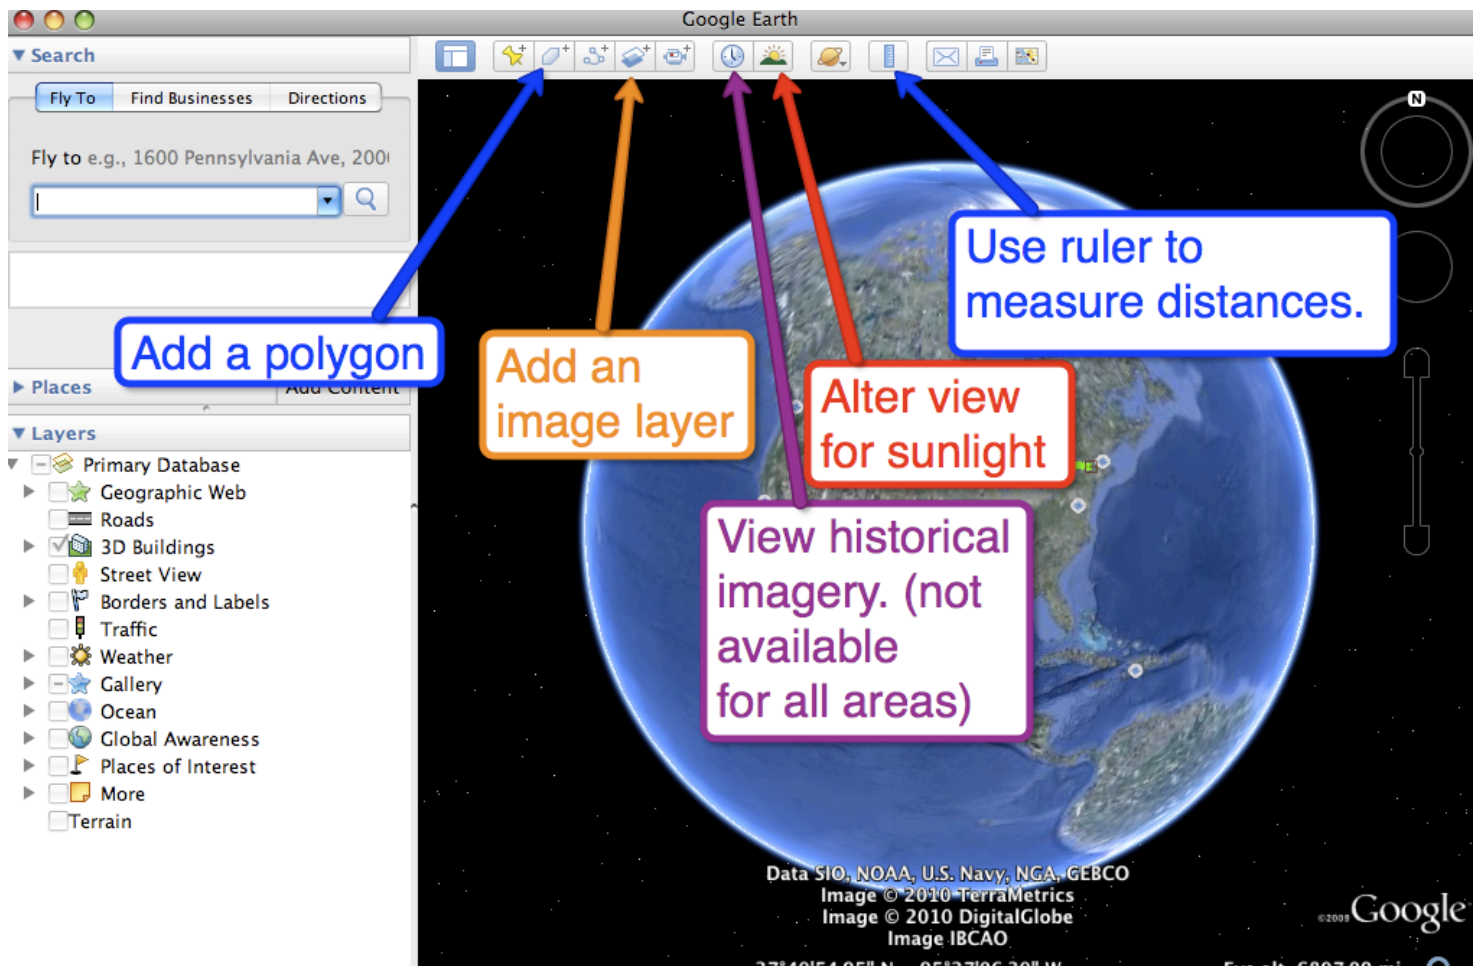 Google Earth
Search
Fly To
Find Businesses
Directions
Fly to e.g., 1600 Pennsylvania Ave, 200
Add a polygon
Places
Add Content
Layers
Primary Database
Geographic Web
Roads
3D Buildings
Street View
Borders and Labels
Traffic
Weather
Gallery
Ocean
Global Awareness
Places of Interest
More
Terrain
N
Use ruler to
measure distances.
Add an
image layer
Alter view
for sunlight
View historical
imagery. (not
available
for all areas)
Data SIO, NOAA, U.S. Navy, NGA, GEBCO
Image © 2010 TerraMetrics
Image © 2010 DigitalGlobe
Image IBCAO
©2009 Google